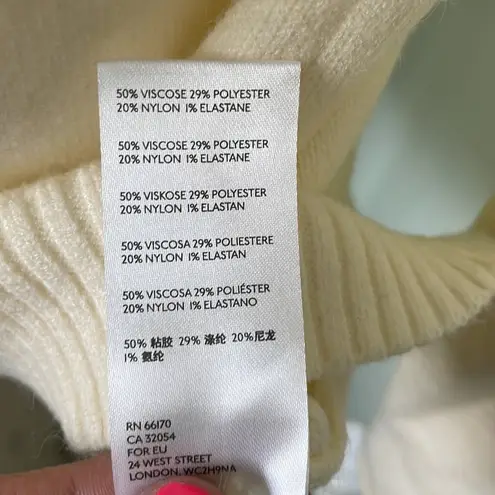 50% VISCOSE 29% POLYESTER
20% NYLON 1% ELASTANE
50% VISCOSE 29% POLYESTER
20% NYLON 1% ELASTANE
50% VISKOSE 29% POLYESTER
20% NYLON 1% ELASTAN
50% VISCOSA 29% POLIESTERE
20% NYLON 1% ELASTAN
50% VISCOSA 29% POLIÉSTER
20% NYLON 1% ELASTANO
50% 粘胶 29% 涤纶 20%尼龙
1% 氨纶
RN 66170
CA 32054
FOR EU
24 WEST STREET
LONDON, WC2H9NA